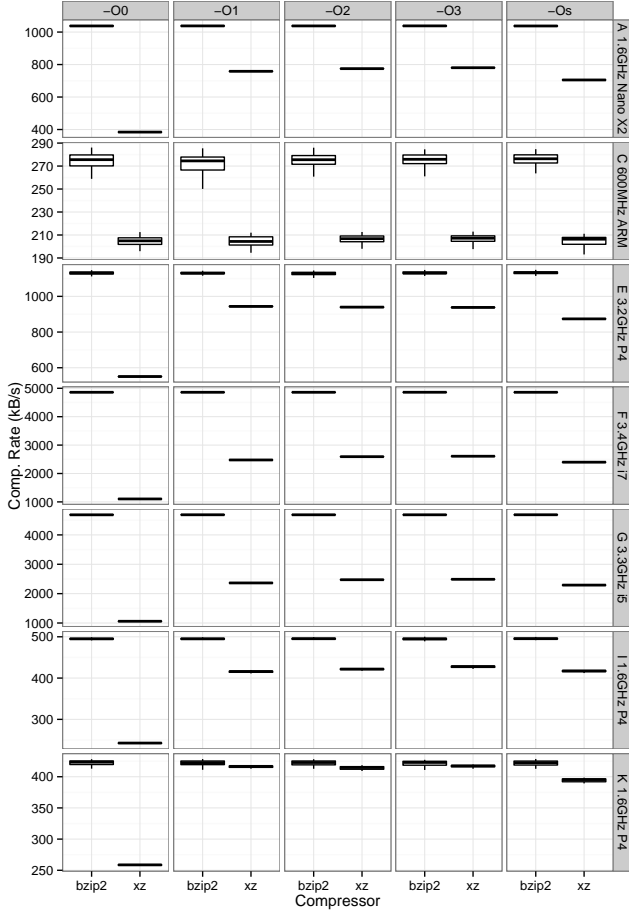 −O0 −O1 −O2 −O3 −Os
1000
800
600
400
A 1.6GHz Nano X2
290
270
250
230
210
190
C 600MHz ARM
1000
800
600
E 3.2GHz P4
5000
4000
3000
2000
1000
F 3.4GHz i7
4000
3000
2000
1000
G 3.3GHz i5
500
400
300
I 1.6GHz P4
400
350
300
250
K 1.6GHz P4
Comp. Rate (kB/s)
bzip2 xz bzip2 xz bzip2 xz bzip2 xz bzip2 xz
Compressor